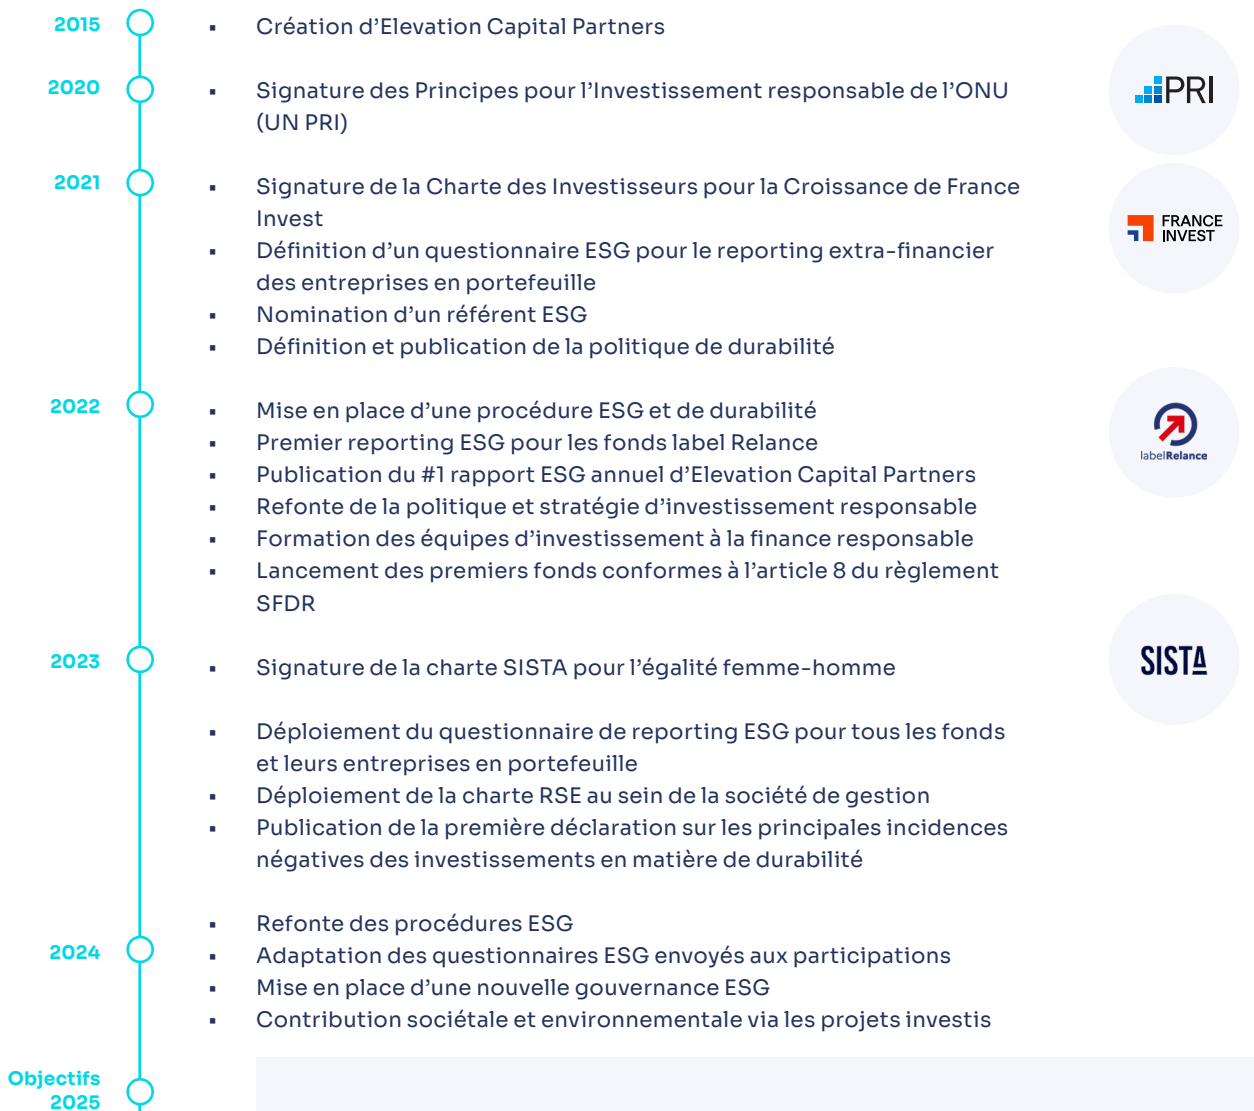 2015
▪ Création d’Elevation Capital Partners
2020
▪ Signature des Principes pour l’Investissement responsable de l’ONU
(UN PRI)
PRI
2021
▪ Signature de la Charte des Investisseurs pour la Croissance de France
Invest
▪ Définition d’un questionnaire ESG pour le reporting extra-financier
des entreprises en portefeuille
▪ Nomination d’un référent ESG
▪ Définition et publication de la politique de durabilité
FRANCE
INVEST
2022
▪ Mise en place d’une procédure ESG et de durabilité
▪ Premier reporting ESG pour les fonds label Relance
▪ Publication du #1 rapport ESG annuel d’Elevation Capital Partners
▪ Refonte de la politique et stratégie d’investissement responsable
▪ Formation des équipes d’investissement à la finance responsable
▪ Lancement des premiers fonds conformes à l’article 8 du règlement
SFDR
labelRelance
2023
▪ Signature de la charte SISTA pour l’égalité femme-homme
SISTA
▪ Déploiement du questionnaire de reporting ESG pour tous les fonds
et leurs entreprises en portefeuille
▪ Déploiement de la charte RSE au sein de la société de gestion
▪ Publication de la première déclaration sur les principales incidences
négatives des investissements en matière de durabilité
2024
▪ Refonte des procédures ESG
▪ Adaptation des questionnaires ESG envoyés aux participations
▪ Mise en place d’une nouvelle gouvernance ESG
▪ Contribution sociétale et environnementale via les projets investis
Objectifs
2025